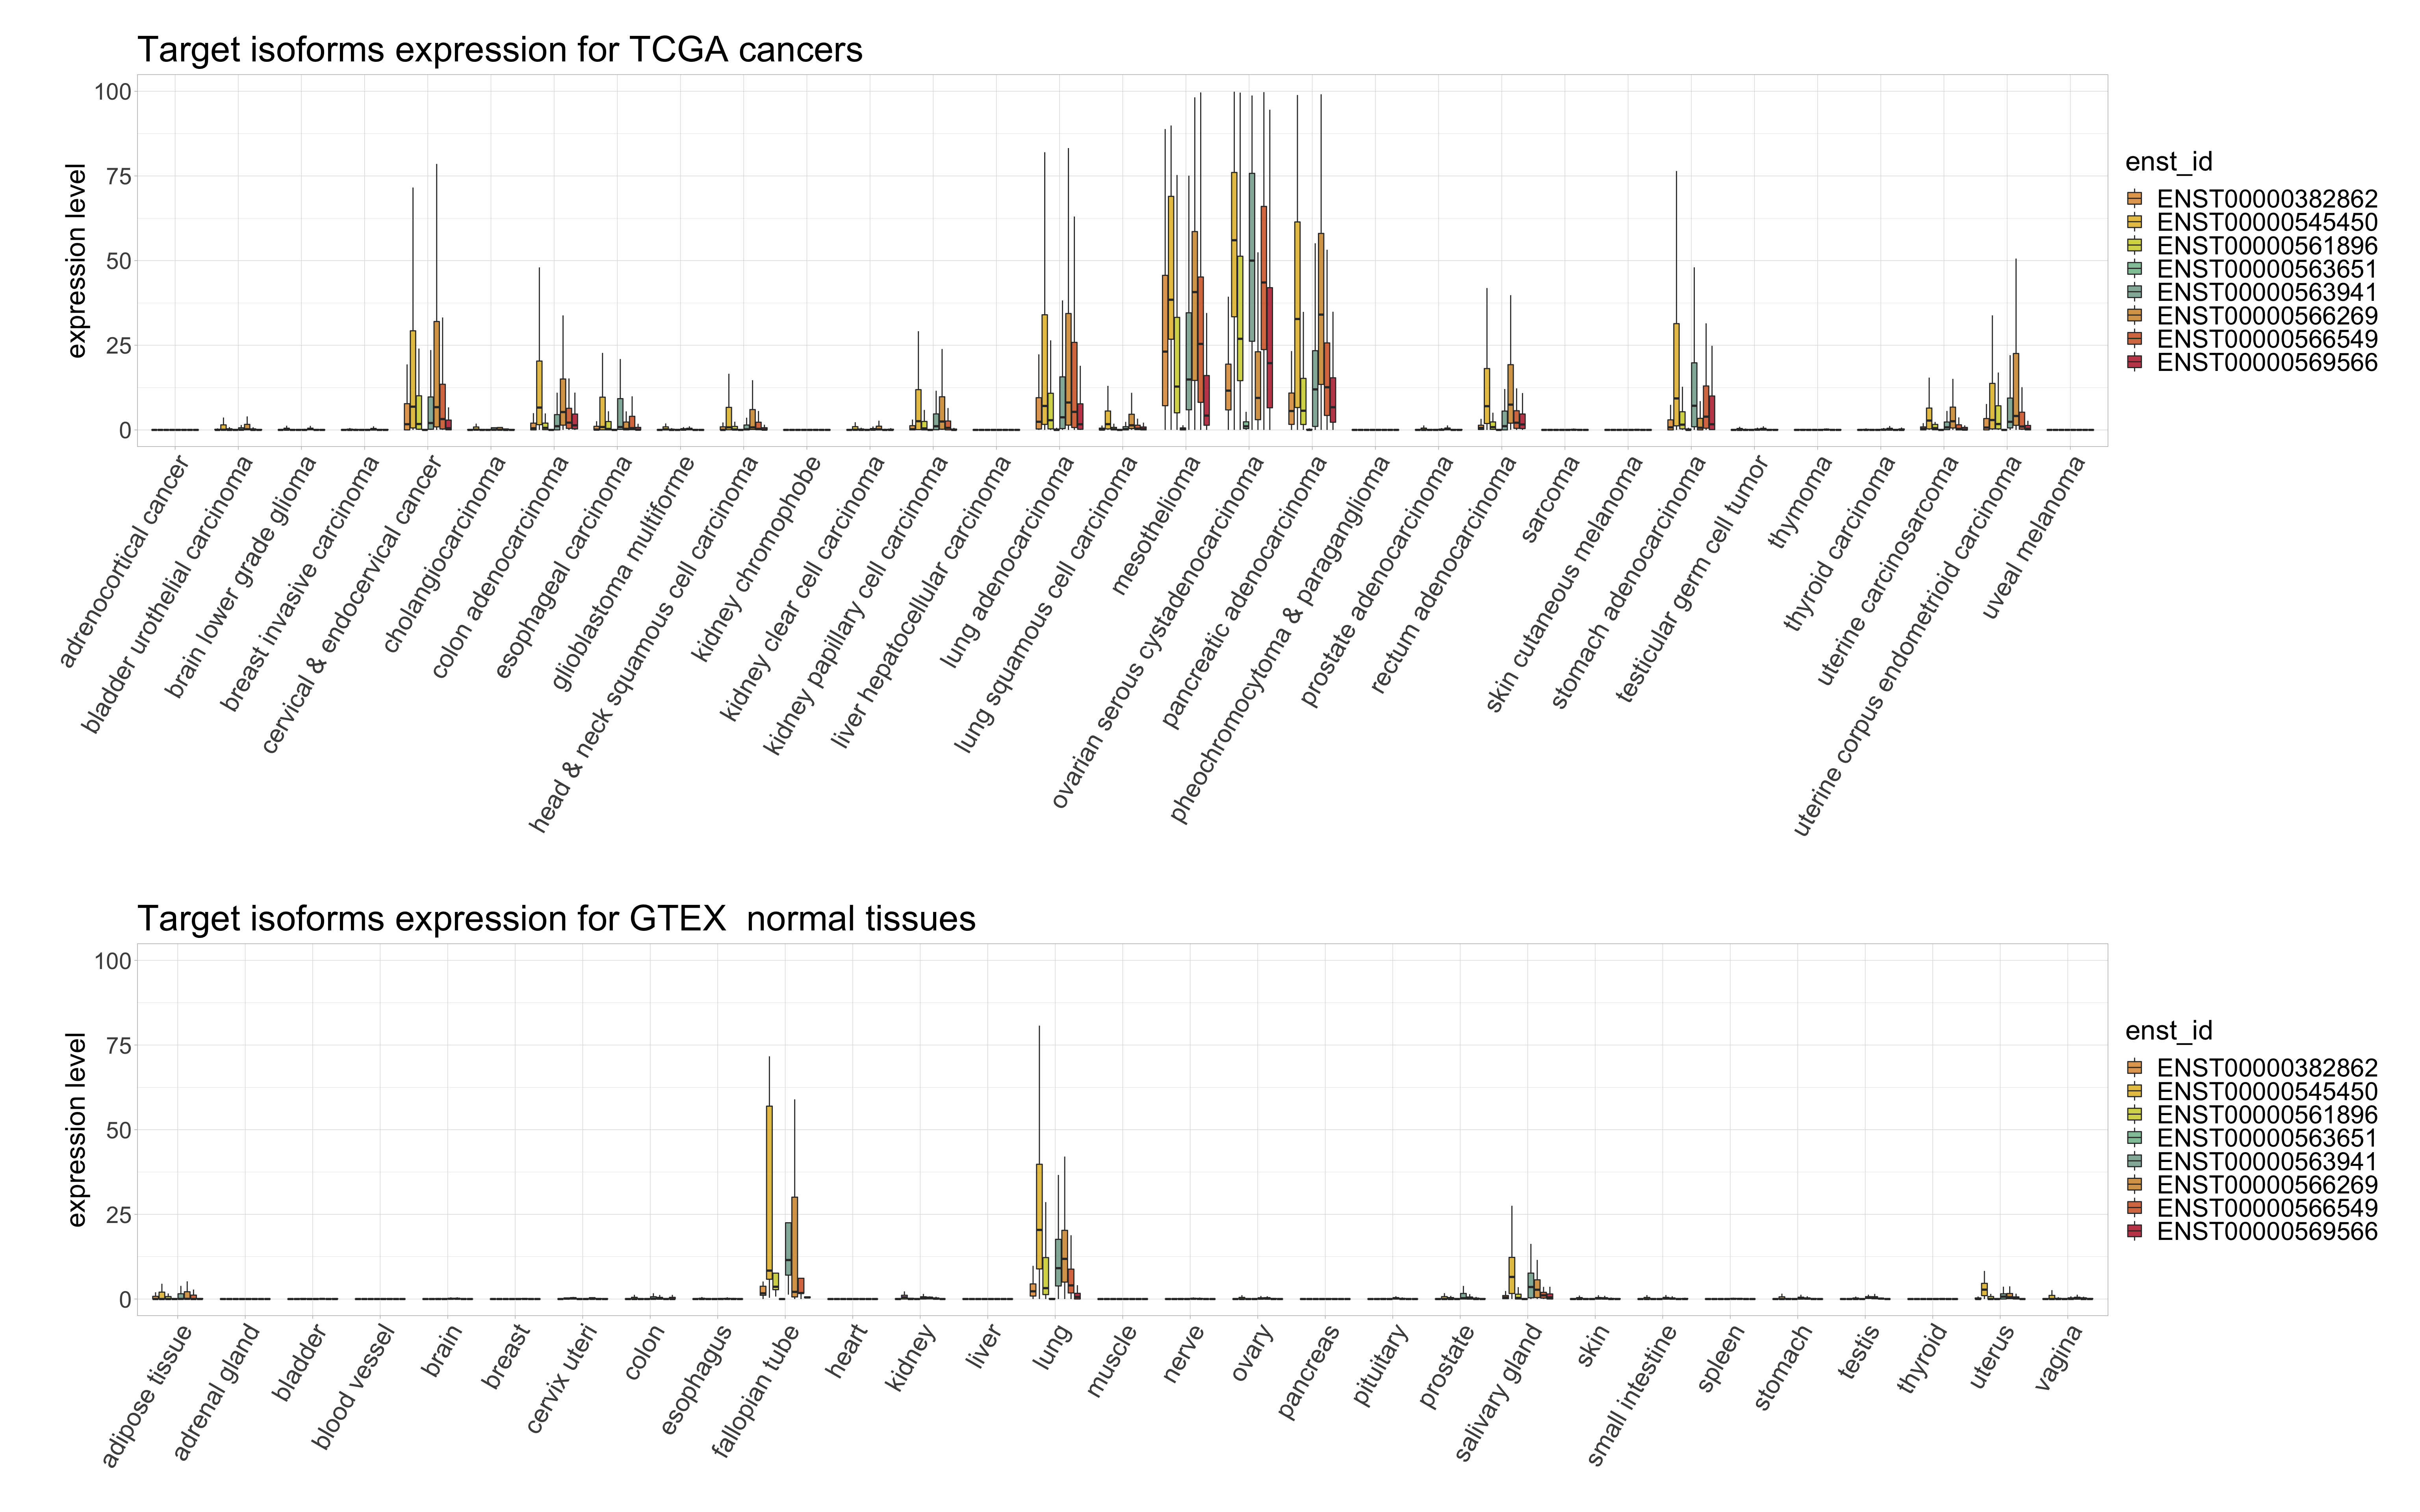 Target isoforms expression for TCGA cancers
expression level
100
75
50
25
0
adrenocortical cancer
bladder urothelial carcinoma
brain lower grade glioma
breast invasive carcinoma
cervical & endocervical cancer
cholangiocarcinoma
colon adenocarcinoma
esophageal carcinoma
glioblastoma multiforme
head & neck squamous cell carcinoma
kidney chromophobe
kidney clear cell carcinoma
kidney papillary cell carcinoma
liver hepatocellular carcinoma
lung adenocarcinoma
lung squamous cell carcinoma
mesothelioma
ovarian serous cystadenocarcinoma
pancreatic adenocarcinoma
pheochromocytoma & paraganglioma
prostate adenocarcinoma
rectum adenocarcinoma
sarcoma
skin cutaneous melanoma
stomach adenocarcinoma
testicular germ cell tumor
thymoma
thyroid carcinoma
uterine carcinosarcoma
uterine corpus endometrioid carcinoma
uveal melanoma
enst_id
ENST00000382862
ENST00000545450
ENST00000561896
ENST00000563651
ENST00000563941
ENST00000566269
ENST00000566549
ENST00000569566
Target isoforms expression for GTEX  normal tissues
expression level
100
75
50
25
0
adipose tissue
adrenal gland
bladder
blood vessel
brain
breast
cervix uteri
colon
esophagus
fallopian tube
heart
kidney
liver
lung
muscle
nerve
ovary
pancreas
pituitary
prostate
salivary gland
skin
small intestine
spleen
stomach
testis
thyroid
uterus
vagina
enst_id
ENST00000382862
ENST00000545450
ENST00000561896
ENST00000563651
ENST00000563941
ENST00000566269
ENST00000566549
ENST00000569566